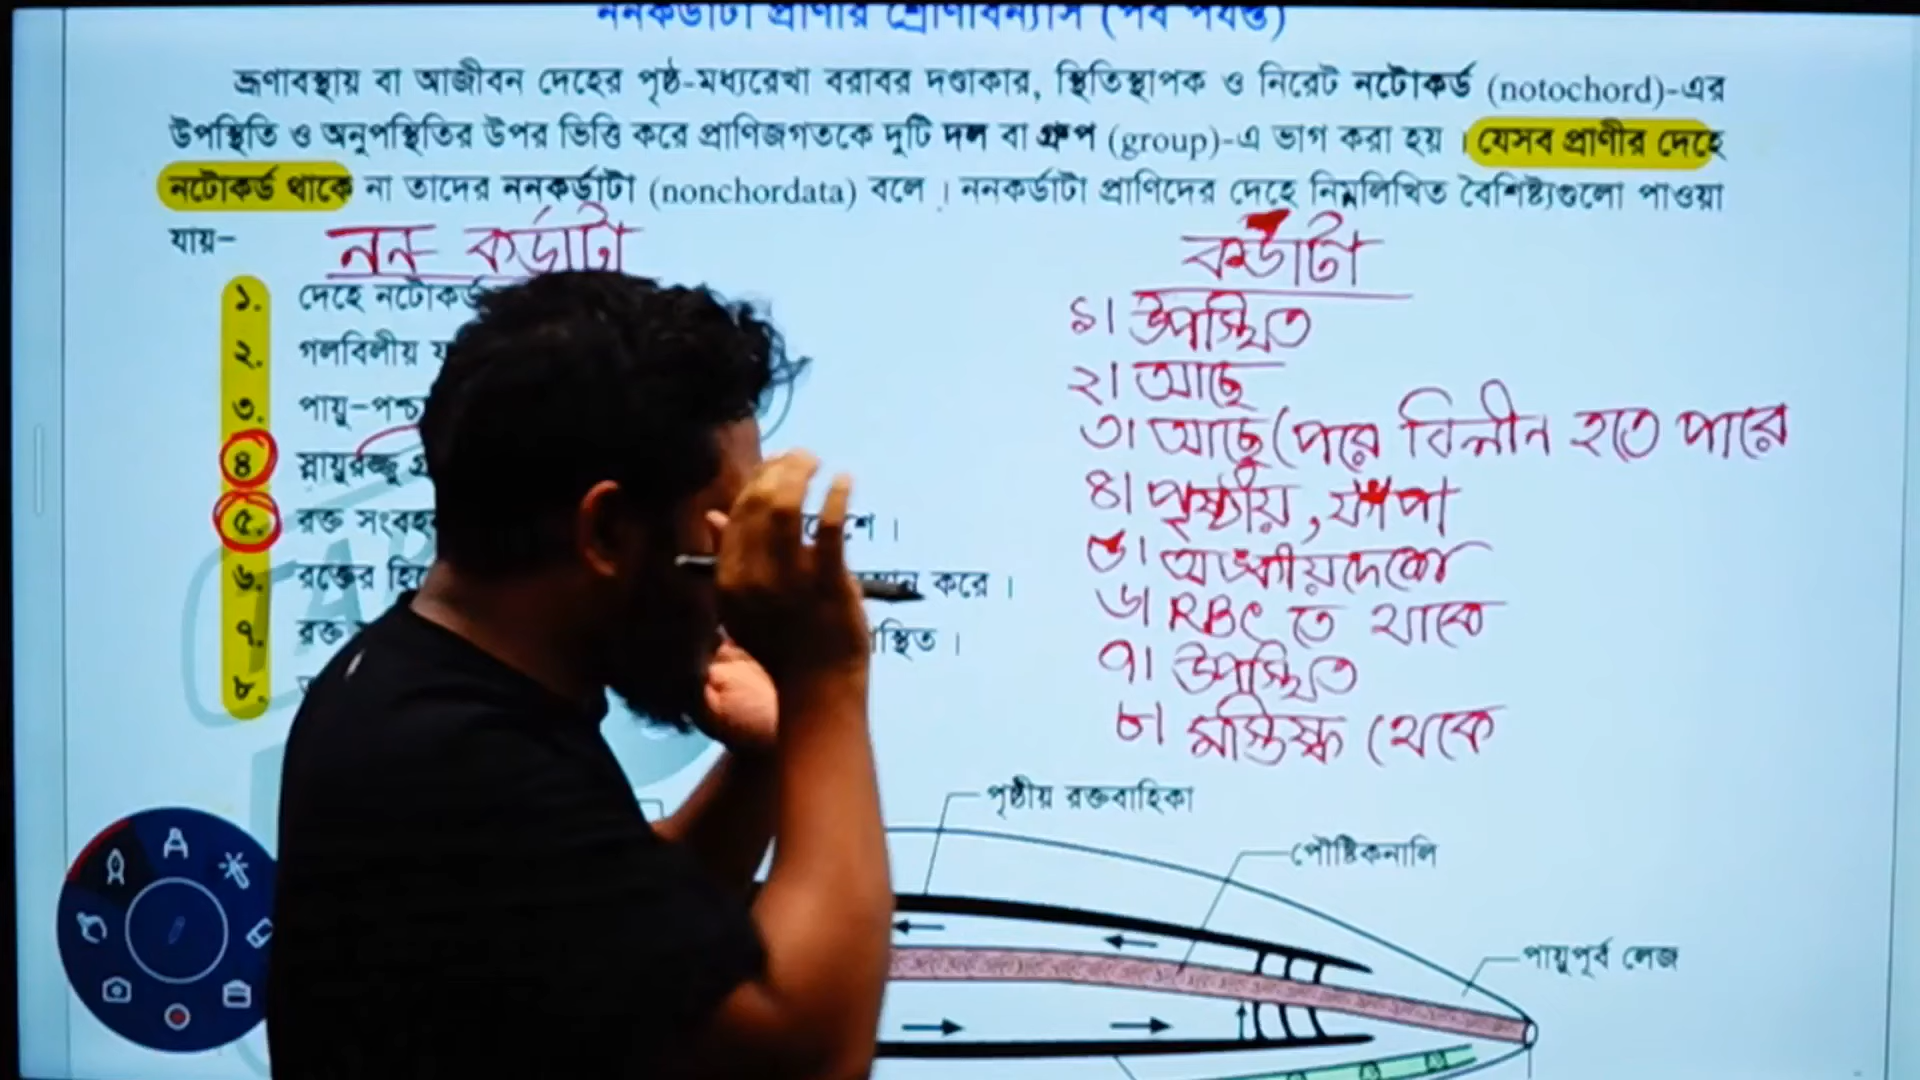 ননকর্ডাটা প্রাণীর শ্রেণিবিন্যাস (পর্ব পর্যন্ত)
ভ্রূণাবস্থায় বা আজীবন দেহের পৃষ্ঠ-মধ্যরেখা বরাবর দণ্ডাকার, স্থিতিস্থাপক ও নিরেট নটোকর্ড (notochord)-এর
উপস্থিতি ও অনুপস্থিতির উপর ভিত্তি করে প্রাণিজগতকে দুটি দল বা গ্রুপ (group)-এ ভাগ করা হয়। যেসব প্রাণীর দেহে
নটোকর্ড থাকে না তাদের ননকর্ডাটা (nonchordata) বলে। ননকর্ডাটা প্রাণিদের দেহে নিম্নলিখিত বৈশিষ্ট্যগুলো পাওয়া
যায়-
নন কর্ডাটা
১. দেহে নটোকর্ড
২. গলবিলীয়
৩. পায়ু-পশ্চা
৪. স্নায়ুরজ্জু
৫. রক্ত সংবহ
৬. রক্তের হি করে।
৭. রক্ত স্থিত।
৮.
কর্ডাটা
১। উপস্থিত
২। আছে
৩। আছে (পরে বিলীন হতে পারে
৪। পৃষ্ঠীয়, ফাঁপা
৫। অঙ্কীয়দেশে
৬। RBC তে থাকে
৭। উপস্থিত
৮। মস্তিষ্ক থেকে
পৃষ্ঠীয় রক্তবাহিকা
পৌষ্টিকনালি
পায়ুপূর্ব লেজ